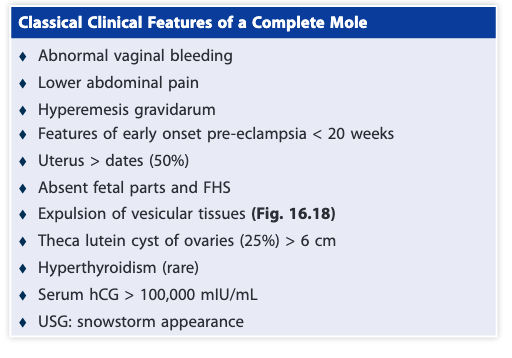 Classical Clinical Features of a Complete Mole
♦ Abnormal vaginal bleeding
♦ Lower abdominal pain
♦ Hyperemesis gravidarum
♦ Features of early onset pre-eclampsia < 20 weeks
♦ Uterus > dates (50%)
♦ Absent fetal parts and FHS
♦ Expulsion of vesicular tissues (Fig. 16.18)
♦ Theca lutein cyst of ovaries (25%) > 6 cm
♦ Hyperthyroidism (rare)
♦ Serum hCG > 100,000 mIU/mL
♦ USG: snowstorm appearance